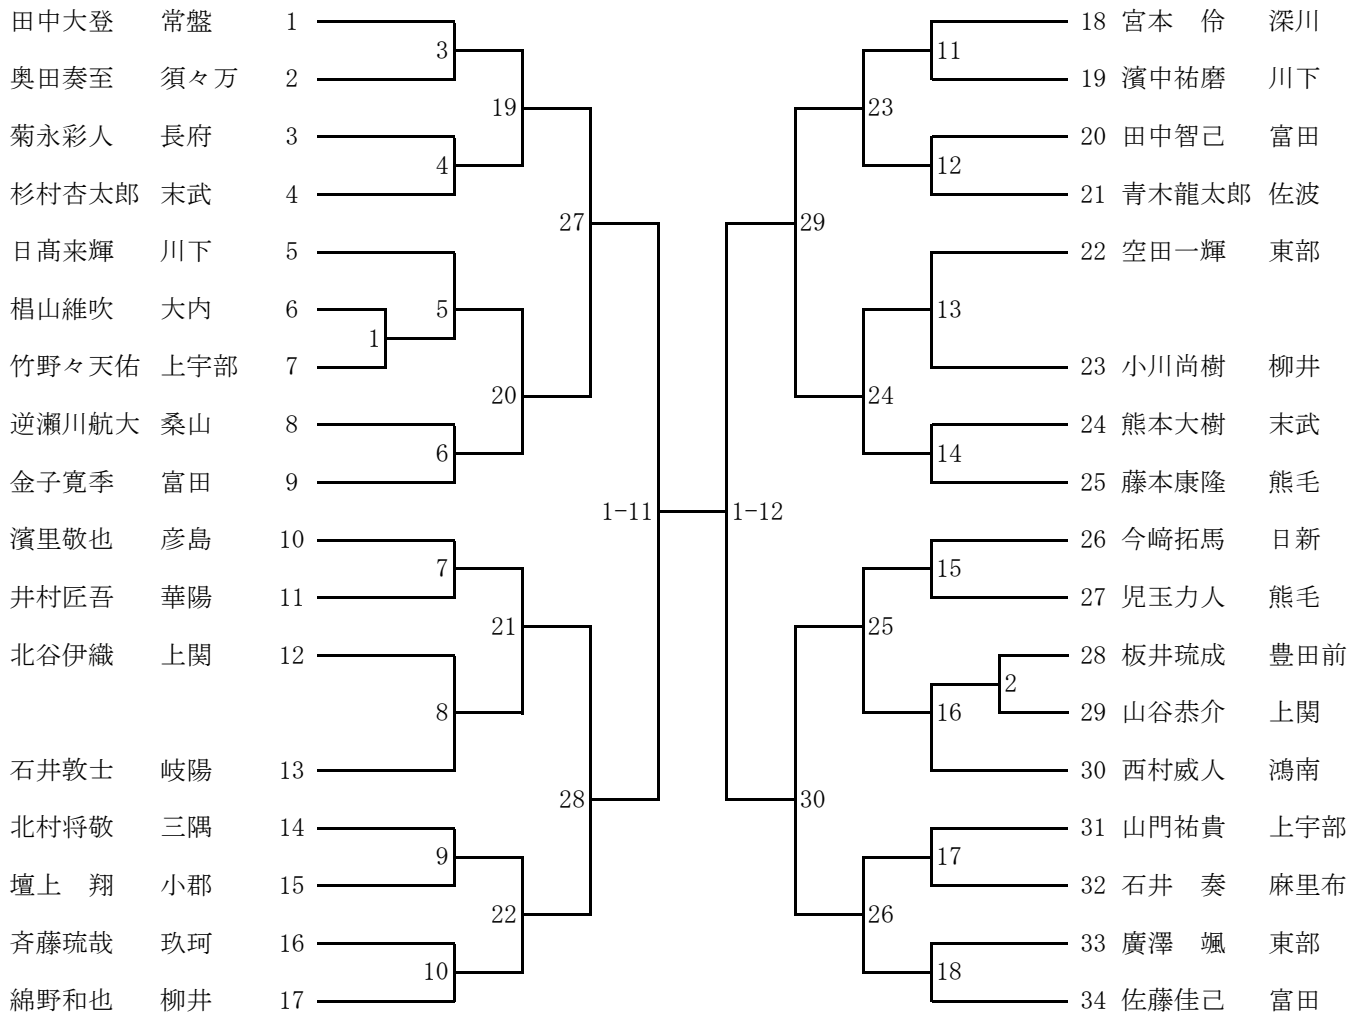 田中大登 常盤 1
3
奥田奏至 須々万 2
19
菊永彩人 長府 3
4
杉村杏太郎 末武 4
27
日髙来輝 川下 5
5
椙山維吹 大内 6
1
竹野々天佑 上宇部 7
20
逆瀨川航大 桑山 8
6
金子寛季 富田 9
1-11
濱里敬也 彦島 10
7
井村匠吾 華陽 11
21
北谷伊織 上関 12
8
石井敦士 岐陽 13
28
北村将敬 三隅 14
9
壇上 翔 小郡 15
22
斉藤琉哉 玖珂 16
10
綿野和也 柳井 17
18 宮本 伶 深川
11
19 濱中祐磨 川下
23
20 田中智己 富田
12
21 青木龍太郎 佐波
29
22 空田一輝 東部
13
23 小川尚樹 柳井
24
24 熊本大樹 末武
14
25 藤本康隆 熊毛
1-12
26 今﨑拓馬 日新
15
27 児玉力人 熊毛
25
28 板井琉成 豊田前
2
16
29 山谷恭介 上関
30 西村威人 鴻南
30
31 山門祐貴 上宇部
17
32 石井 奏 麻里布
26
33 廣澤 颯 東部
18
34 佐藤佳己 富田